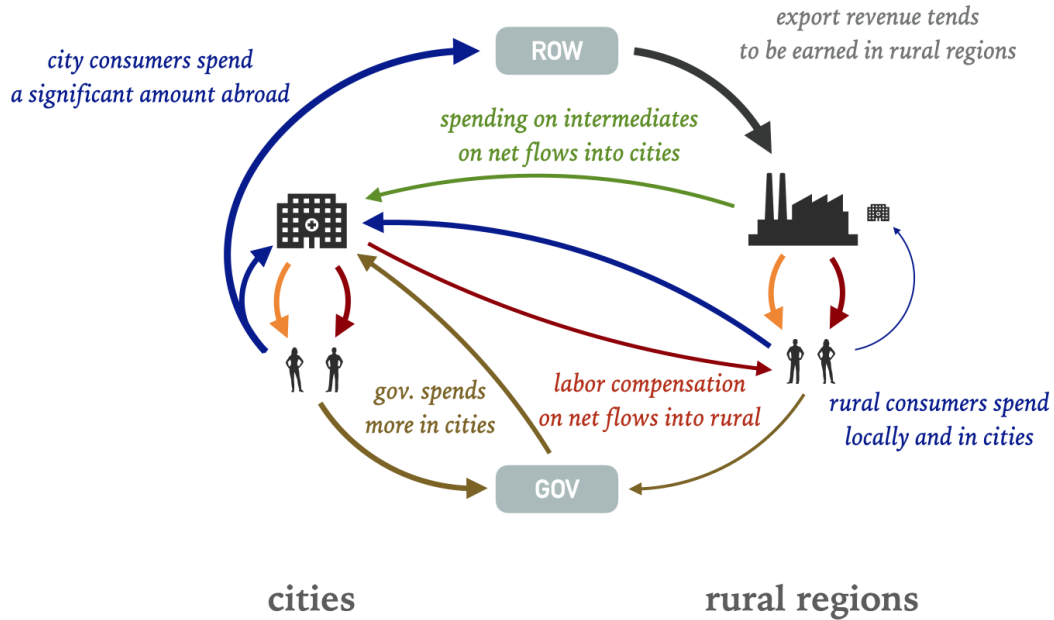 ROW
export revenue tends
to be earned in rural regions
city consumers spend
a significant amount abroad
spending on intermediates
on net flows into cities
gov. spends
more in cities
labor compensation
on net flows into rural
rural consumers spend
locally and in cities
GOV
cities
rural regions